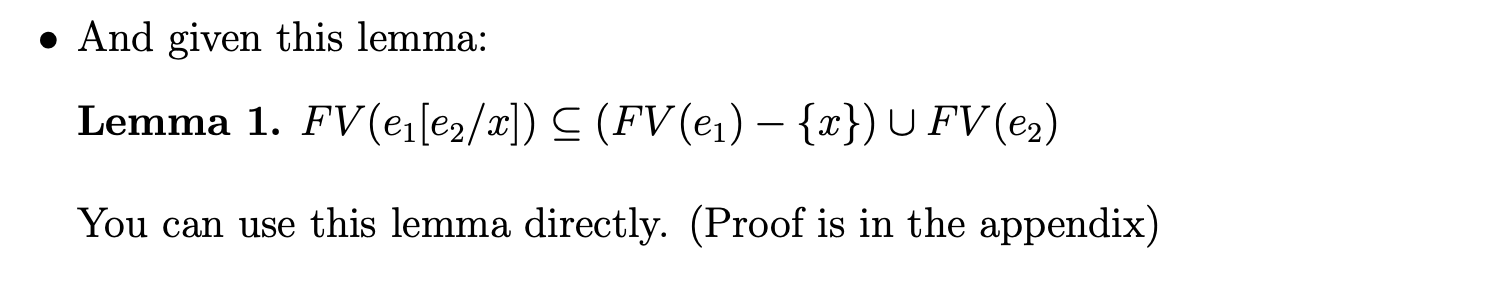 • And given this lemma:
Lemma 1. FV(e₁[e₂/x]) ⊆ (FV(e₁) − {x}) ∪ FV(e₂)
You can use this lemma directly. (Proof is in the appendix)